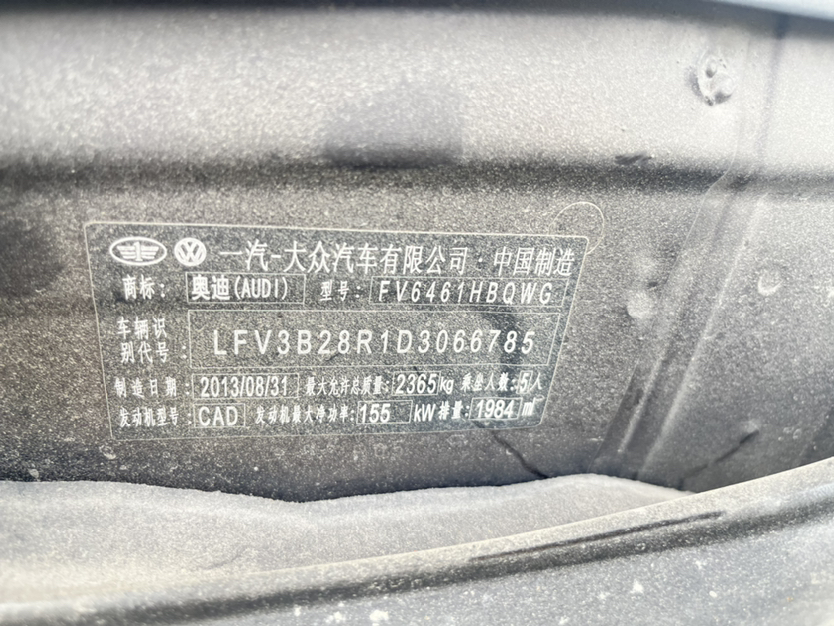 一汽-大众汽车有限公司·中国制造
商标: 奥迪(AUDI) 型号: FV6461HBQWG
车辆识别代号: LFV3B28R1D3066785
制造日期: 2013/08/31 最大允许总质量: 2365kg 乘坐人数: 5人
发动机型号: CAD 发动机最大净功率: 155 kW 排量: 1984 ml